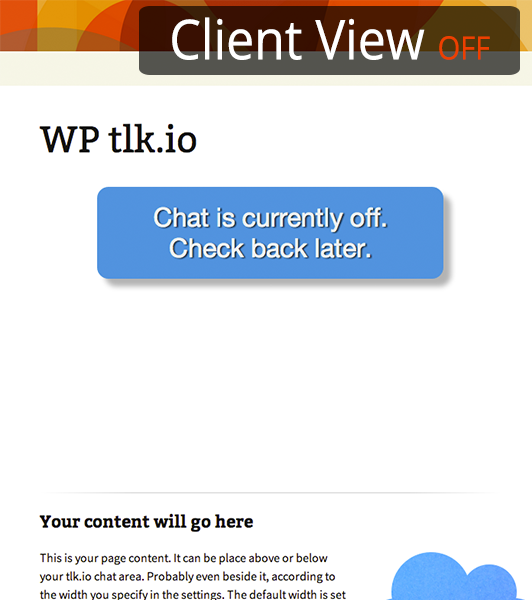 Client View OFF
WP tlk.io
Chat is currently off.
Check back later.
Your content will go here
This is your page content. It can be place above or below
your tlk.io chat area. Probably even beside it, according to
the width you specify in the settings. The default width is set